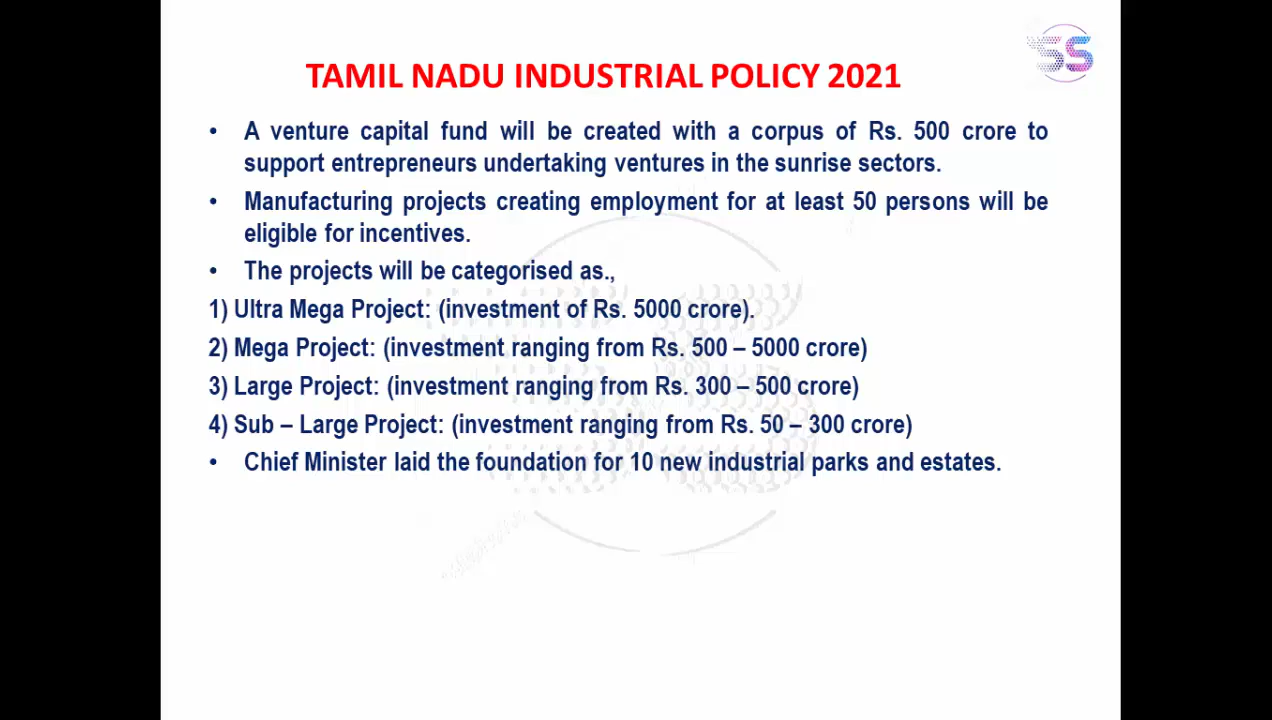 SS
TAMIL NADU INDUSTRIAL POLICY 2021
• A venture capital fund will be created with a corpus of Rs. 500 crore to
support entrepreneurs undertaking ventures in the sunrise sectors.
• Manufacturing projects creating employment for at least 50 persons will be
eligible for incentives.
• The projects will be categorised as.,
1) Ultra Mega Project: (investment of Rs. 5000 crore).
2) Mega Project: (investment ranging from Rs. 500 – 5000 crore)
3) Large Project: (investment ranging from Rs. 300 – 500 crore)
4) Sub – Large Project: (investment ranging from Rs. 50 – 300 crore)
• Chief Minister laid the foundation for 10 new industrial parks and estates.